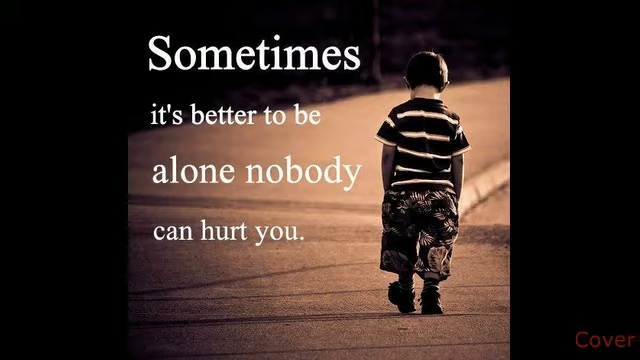 Sometimes
it's better to be
alone nobody
can hurt you.
Cover